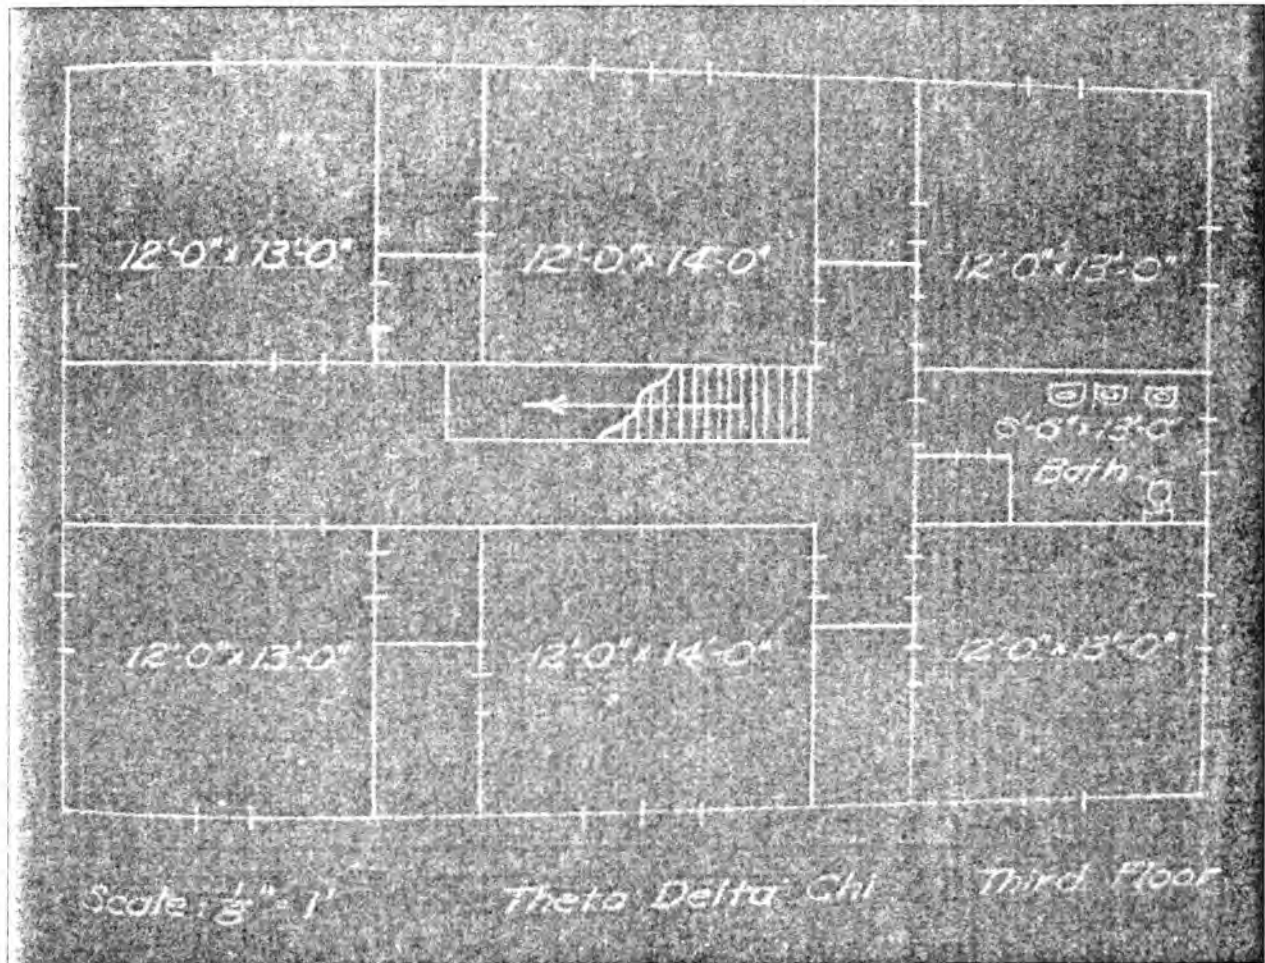 12'-0" x 13'-0"
12'-0" x 14'-0"
12'-0" x 13'-0"
6'-6" x 13'-0"
Bath
12'-0" x 13'-0"
12'-0" x 14'-0"
12'-0" x 13'-0"
Scale: 1/8" = 1'
Theta Delta Chi
Third Floor